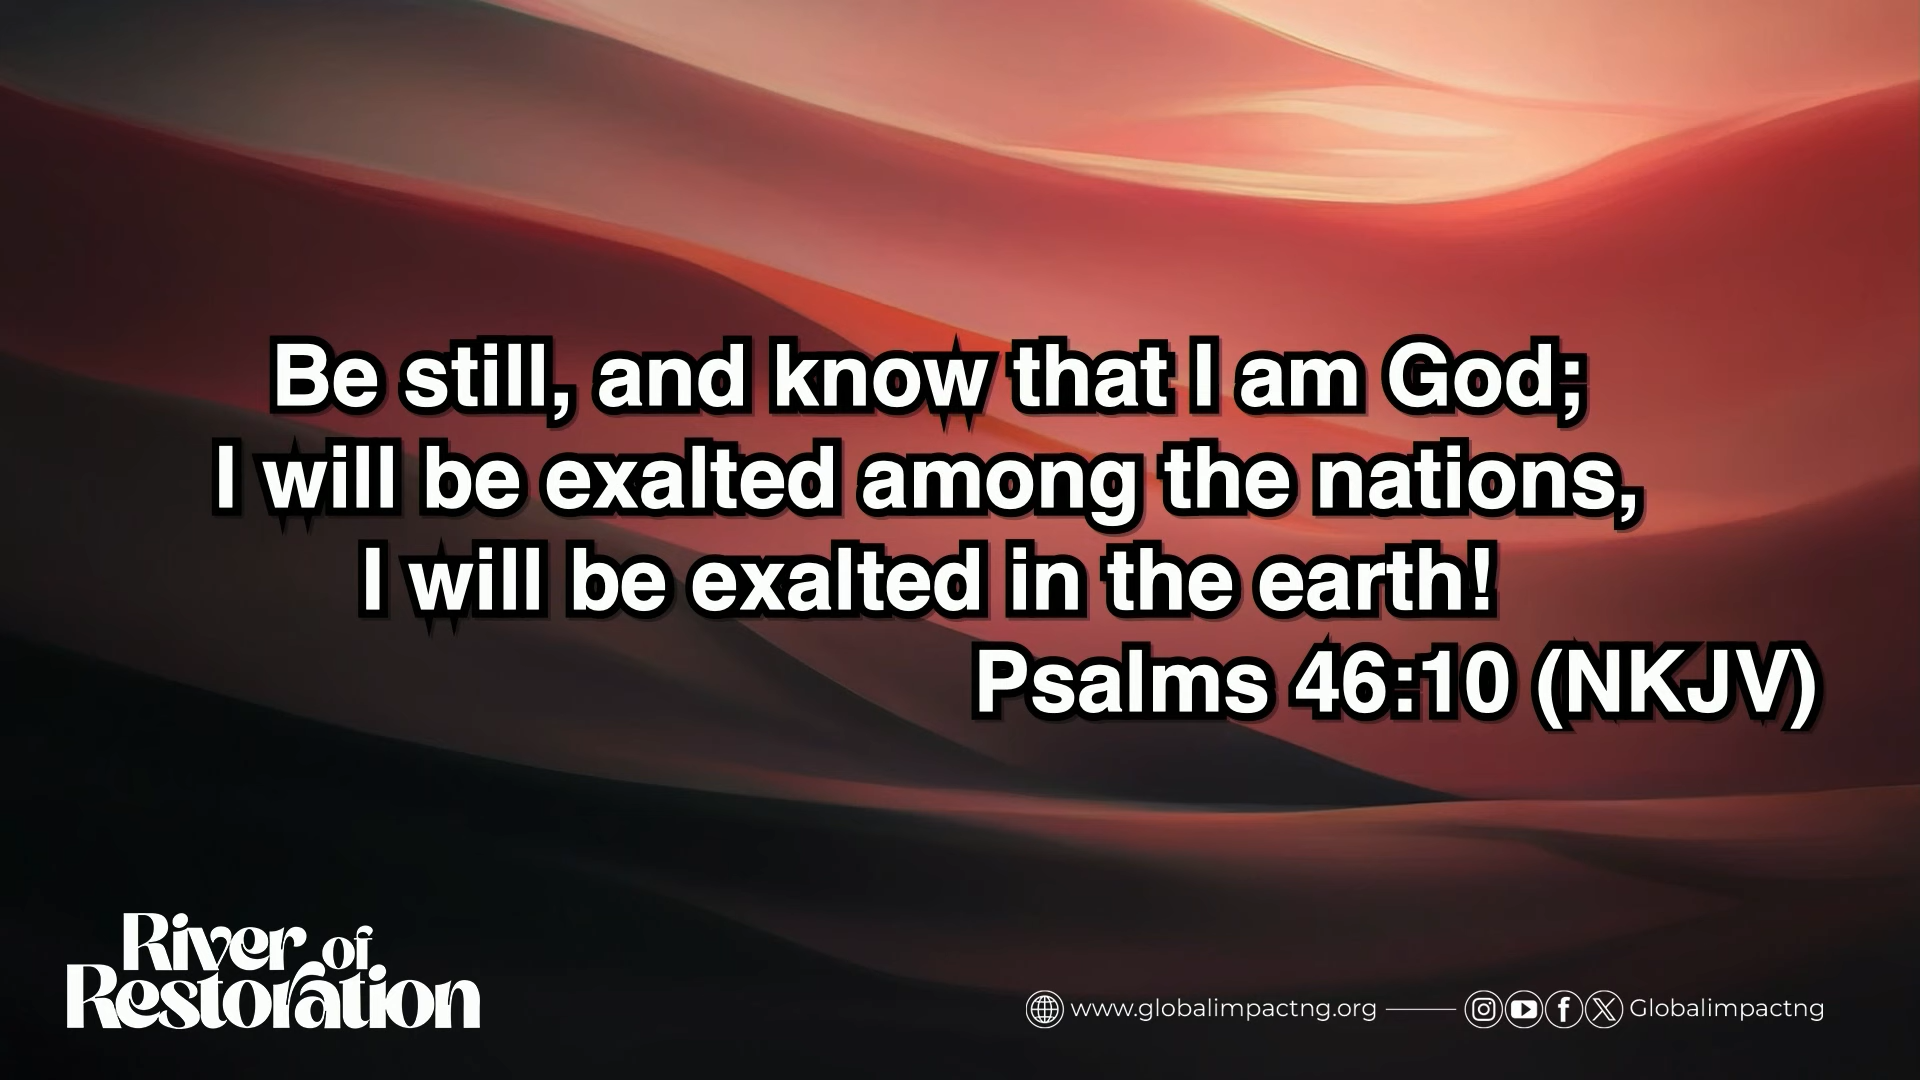 Be still, and know that I am God;
I will be exalted among the nations,
I will be exalted in the earth!
Psalms 46:10 (NKJV)
River of
Restoration
www.globalimpactng.org
Globalimpactng